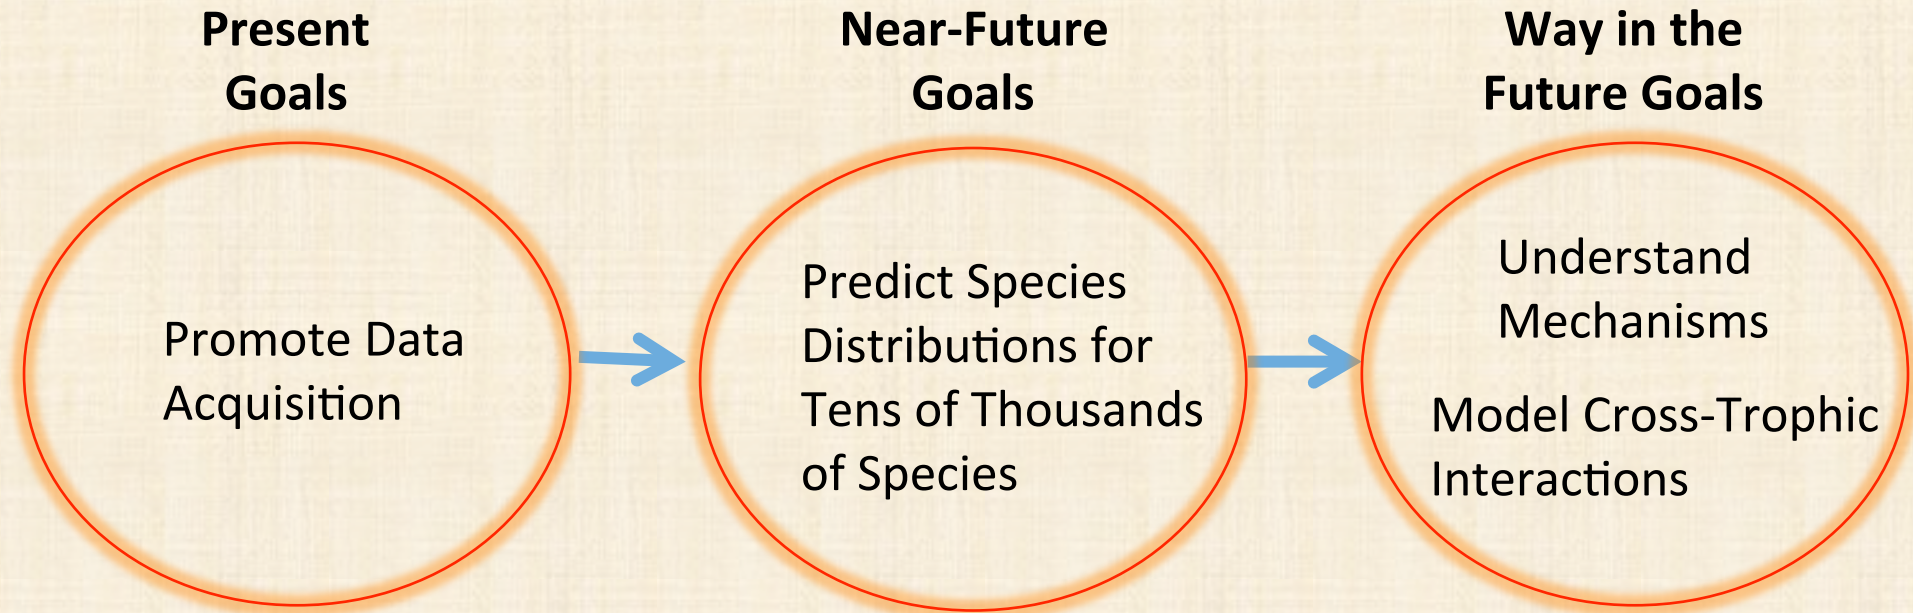 Present
Goals
Promote Data
Acquisition
Near-Future
Goals
Predict Species
Distributions for
Tens of Thousands
of Species
Way in the
Future Goals
Understand
Mechanisms
Model Cross-Trophic
Interactions